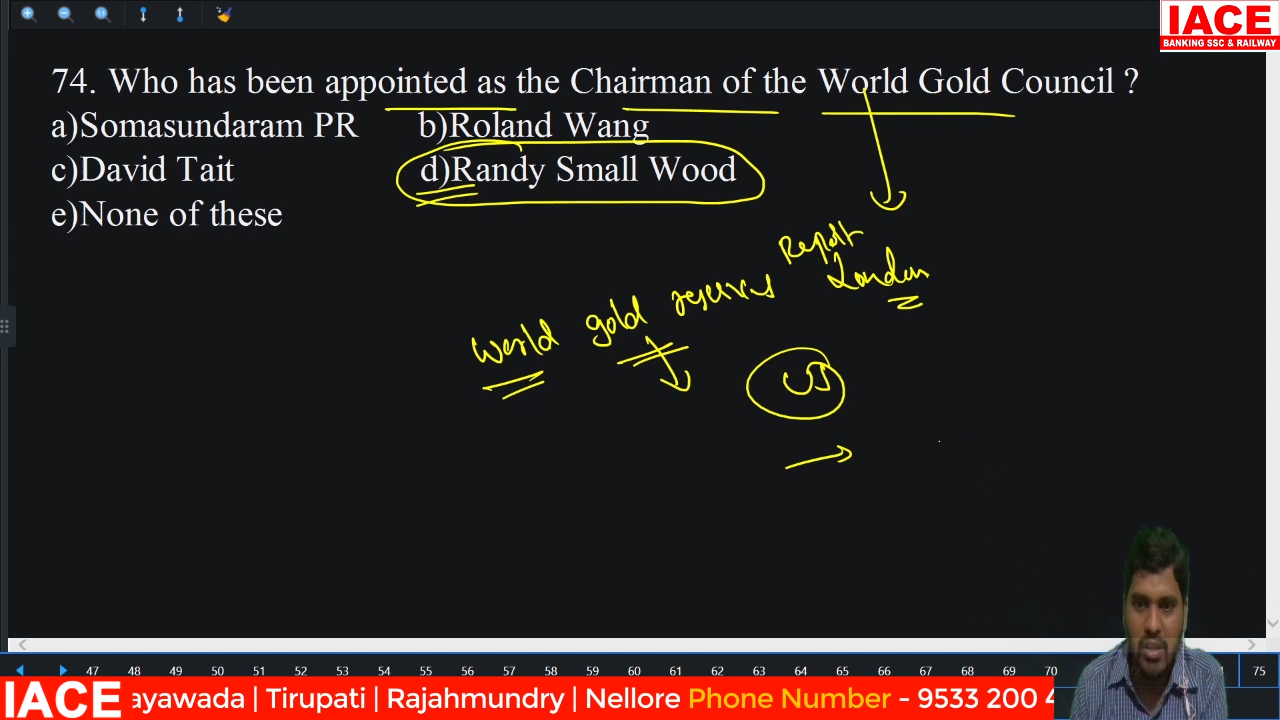 IACE
BANKING SSC & RAILWAY
74. Who has been appointed as the Chairman of the World Gold Council ?
a)Somasundaram PR b)Roland Wang
c)David Tait d)Randy Small Wood
e)None of these
Report
London
World gold reserves
US
47 48 49 50 51 52 53 54 55 56 57 58 59 60 61 62 63 64 65 66 67 68 69 70 1 75
IACE ayawada | Tirupati | Rajahmundry | Nellore Phone Number - 9533 200 4